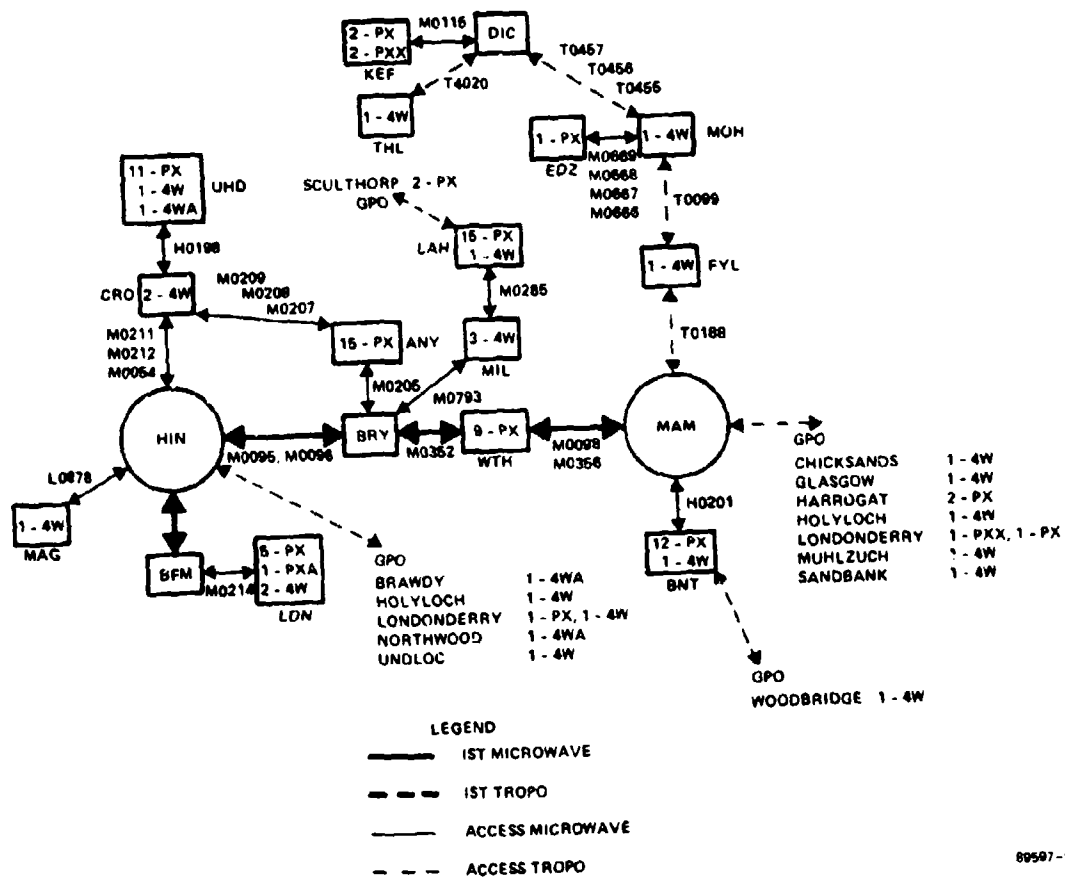 M0115
DIC
2 - PX
2 - PXX
KEF
T0457
T0456
T0455
T4020
1 - 4W
THL
1 - PX
ED2
1 - 4W
MOH
M0669
M0668
M0667
M0666
11 - PX
1 - 4W
1 - 4WA
UHD
SCULTHORP 2 - PX
GPO
T0099
H0198
15 - PX
1 - 4W
LAH
1 - 4W
FYL
CRO
2 - 4W
M0209
M0208
M0207
M0285
M0211
M0212
M0054
15 - PX
ANY
3 - 4W
MIL
T0188
M0205
M0793
HIN
M0095, M0096
BRY
M0352
9 - PX
WTH
M0098
M0356
MAM
GPO
CHICKSANDS 1 - 4W
GLASGOW 1 - 4W
HARROGAT 2 - PX
HOLYLOCH 1 - 4W
LONDONDERRY 1 - PXX, 1 - PX
MUHLZUCH 1 - 4W
SANDBANK 1 - 4W
L0878
1 - 4W
MAG
H0201
12 - PX
1 - 4W
BNT
BFM
M0214
5 - PX
1 - PXA
2 - 4W
LDN
GPO
BRAWDY 1 - 4WA
HOLYLOCH 1 - 4W
LONDONDERRY 1 - PX, 1 - 4W
NORTHWOOD 1 - 4WA
UNDLOC 1 - 4W
GPO
WOODBRIDGE 1 - 4W
LEGEND
IST MICROWAVE
IST TROPO
ACCESS MICROWAVE
ACCESS TROPO